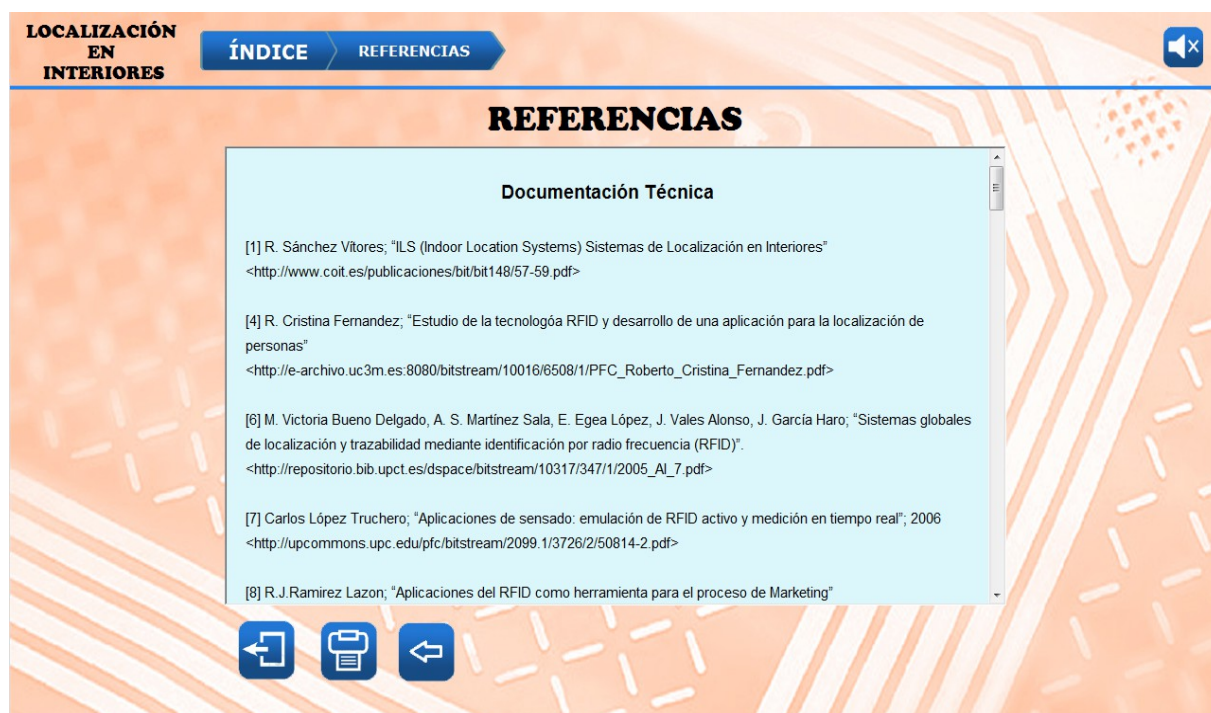 LOCALIZACIÓN
EN
INTERIORES
ÍNDICE
REFERENCIAS
REFERENCIAS
Documentación Técnica
[1] R. Sánchez Vítores; “ILS (Indoor Location Systems) Sistemas de Localización en Interiores”
<http://www.coit.es/publicaciones/bit/bit148/57-59.pdf>
[4] R. Cristina Fernandez; “Estudio de la tecnologóa RFID y desarrollo de una aplicación para la localización de
personas”
<http://e-archivo.uc3m.es:8080/bitstream/10016/6508/1/PFC_Roberto_Cristina_Fernandez.pdf>
[6] M. Victoria Bueno Delgado, A. S. Martínez Sala, E. Egea López, J. Vales Alonso, J. García Haro; “Sistemas globales
de localización y trazabilidad mediante identificación por radio frecuencia (RFID)”.
<http://repositorio.bib.upct.es/dspace/bitstream/10317/347/1/2005_AI_7.pdf>
[7] Carlos López Truchero; “Aplicaciones de sensado: emulación de RFID activo y medición en tiempo real”; 2006
<http://upcommons.upc.edu/pfc/bitstream/2099.1/3726/2/50814-2.pdf>
[8] R.J.Ramirez Lazon; “Aplicaciones del RFID como herramienta para el proceso de Marketing”